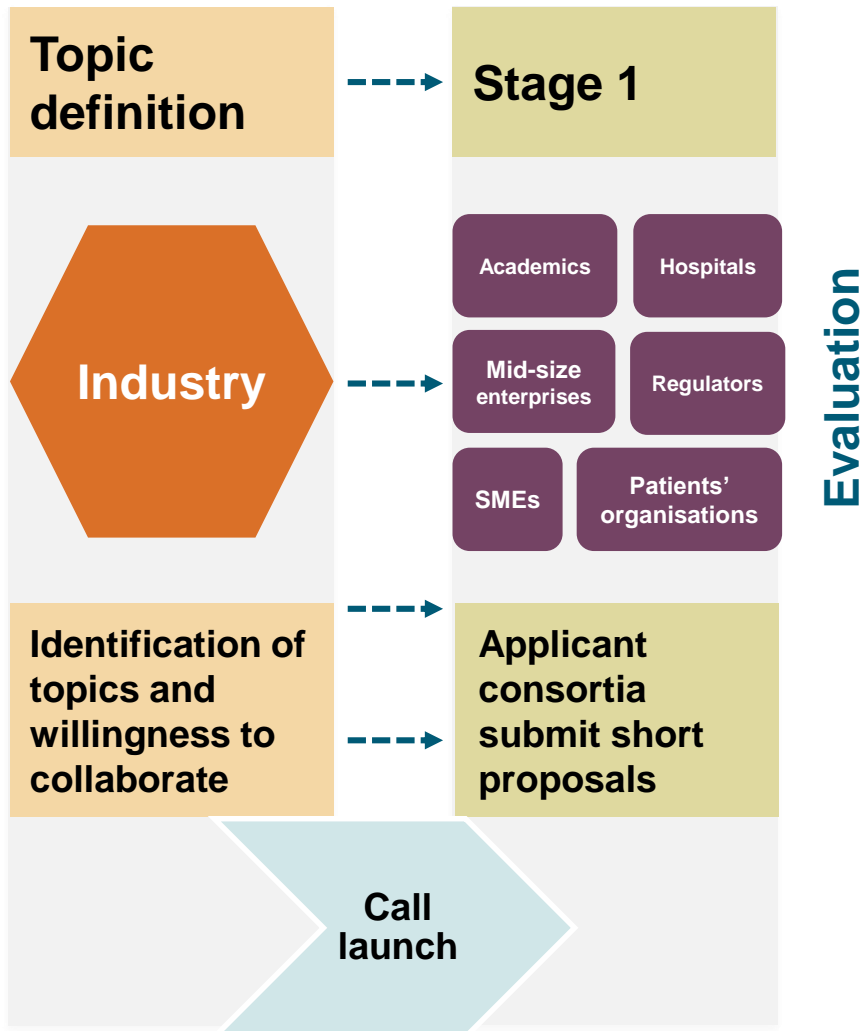 Topic
definition
Stage 1
Industry
Academics
Hospitals
Mid-size
enterprises
Regulators
SMEs
Patients'
organisations
Evaluation
Identification of
topics and
willingness to
collaborate
Applicant
consortia
submit short
proposals
Call
launch